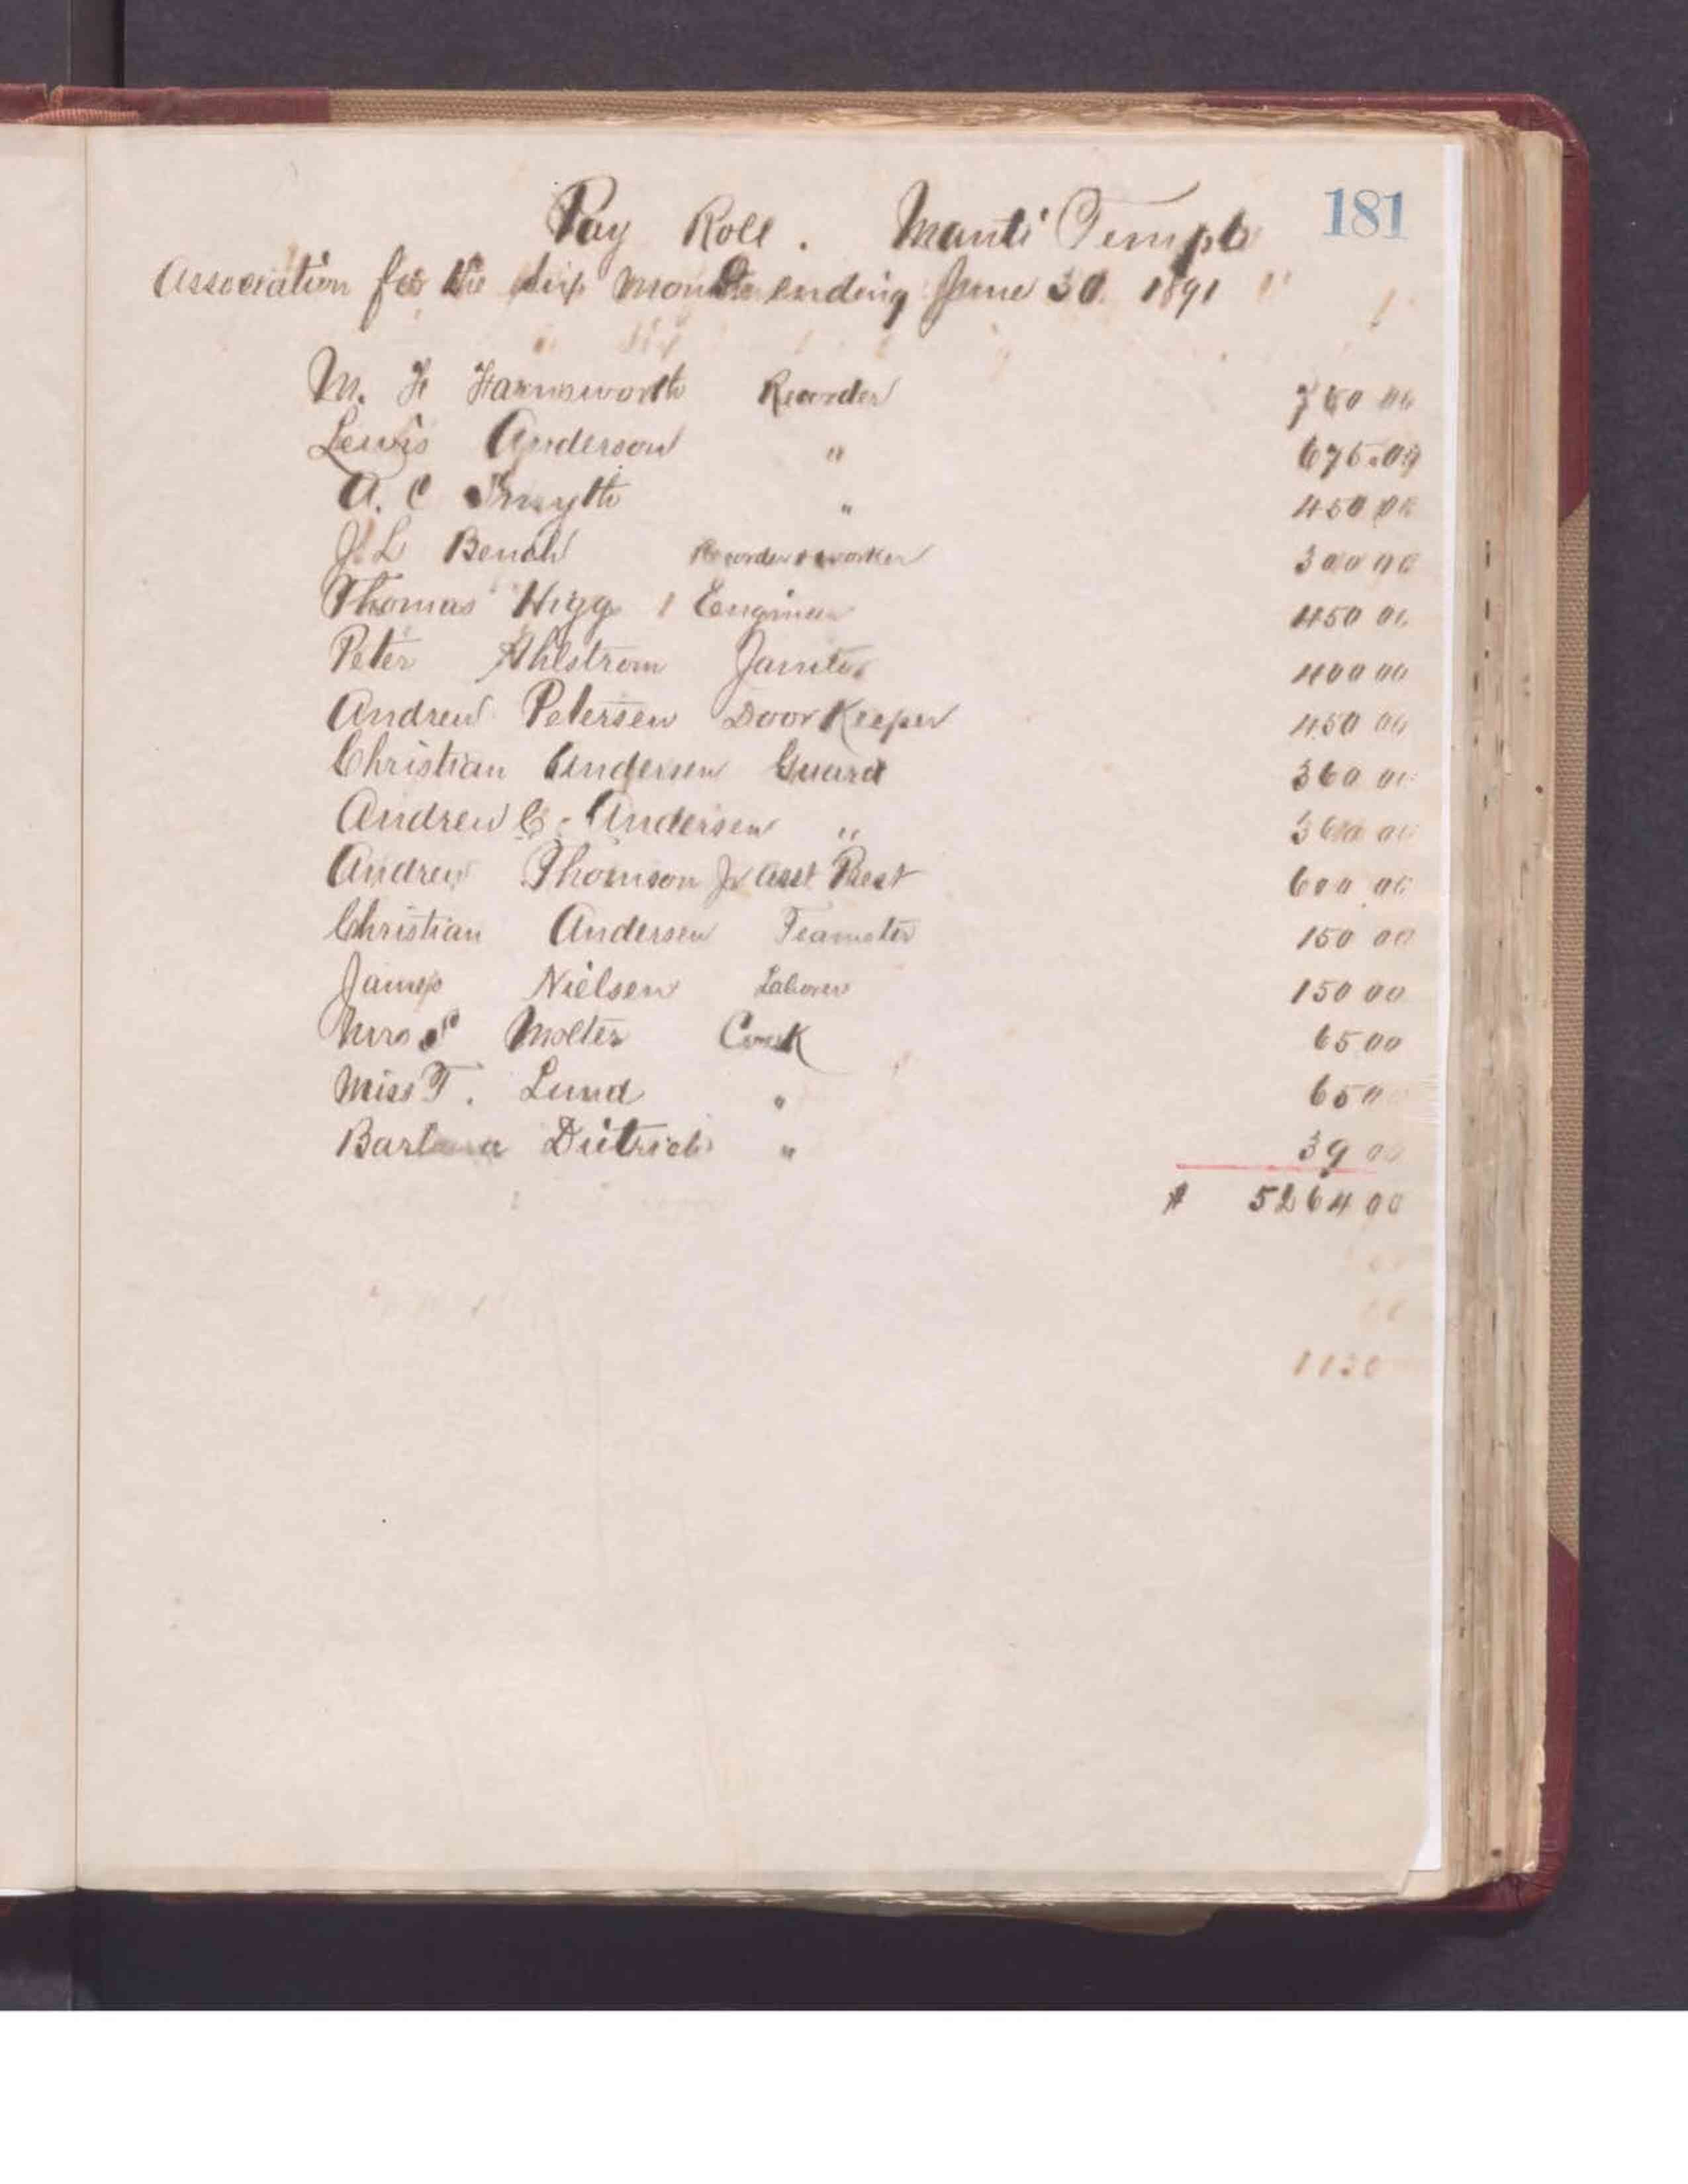 181
Pay Roll. Manti Temple
Association for the six months ending June 30. 1891
M. F Farnsworth Recorder 750 00
Lewis Anderson " 675.00
A. C Smyth " 450 00
J. L Bench Recorder & worker 300 00
Thomas Higgs Engineer 450 00
Peter Ahlstrom Janitor 400 00
Andrew Petersen Door Keeper 450 00
Christian Andersen Guard 360 00
Andrew C. Andersen " 360 00
Andrew Thomson Jr asst Prest 600 00
Christian Andersen Teamster 150 00
James Nielsen Laborer 150 00
Mrs Molter Cook 65 00
Miss T. Lund " 65 0
Barbara Dietrich " 39 00
$ 5264 00